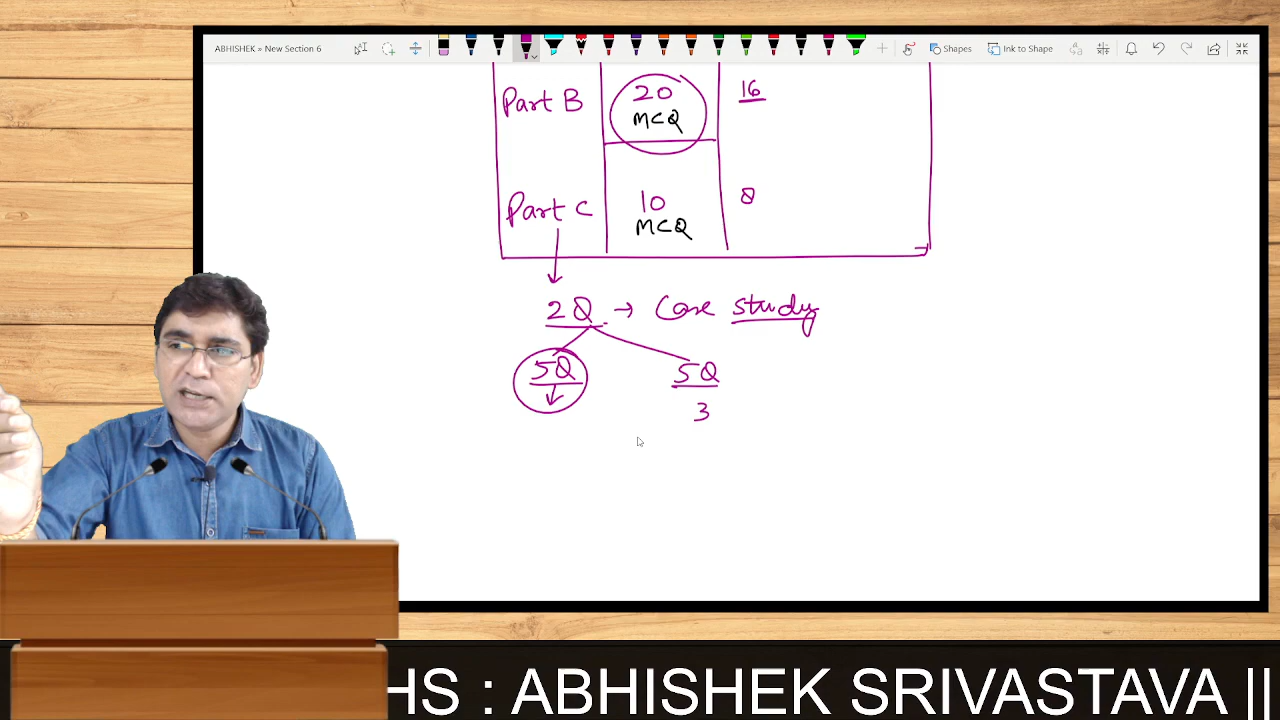 ABHISHEK » New Section 6
Shapes
Ink to Shape
Part B 20 16
MCQ
Part C 10 8
MCQ
2Q → Case study
5Q 5Q
3
HS : ABHISHEK SRIVASTAVA ||